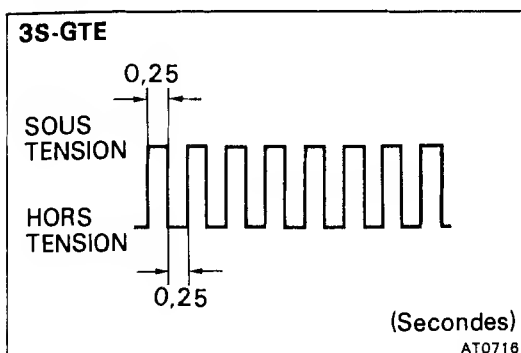 3S-GTE
0,25
SOUS
TENSION
HORS
TENSION
0,25
(Secondes)
AT0716